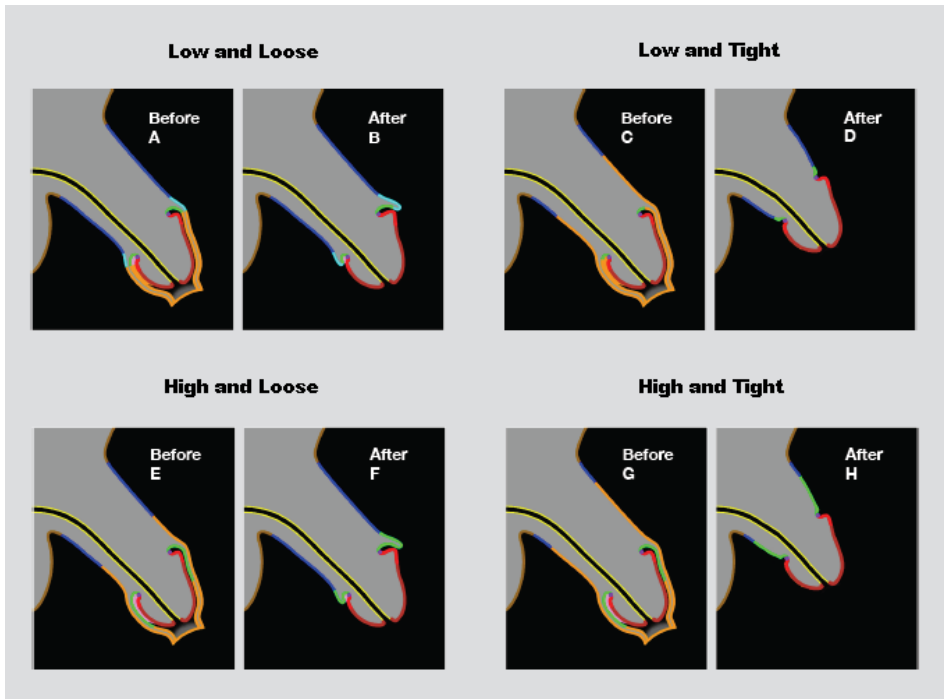 Low and Loose
Low and Tight
Before
A
After
B
Before
C
After
D
High and Loose
High and Tight
Before
E
After
F
Before
G
After
H